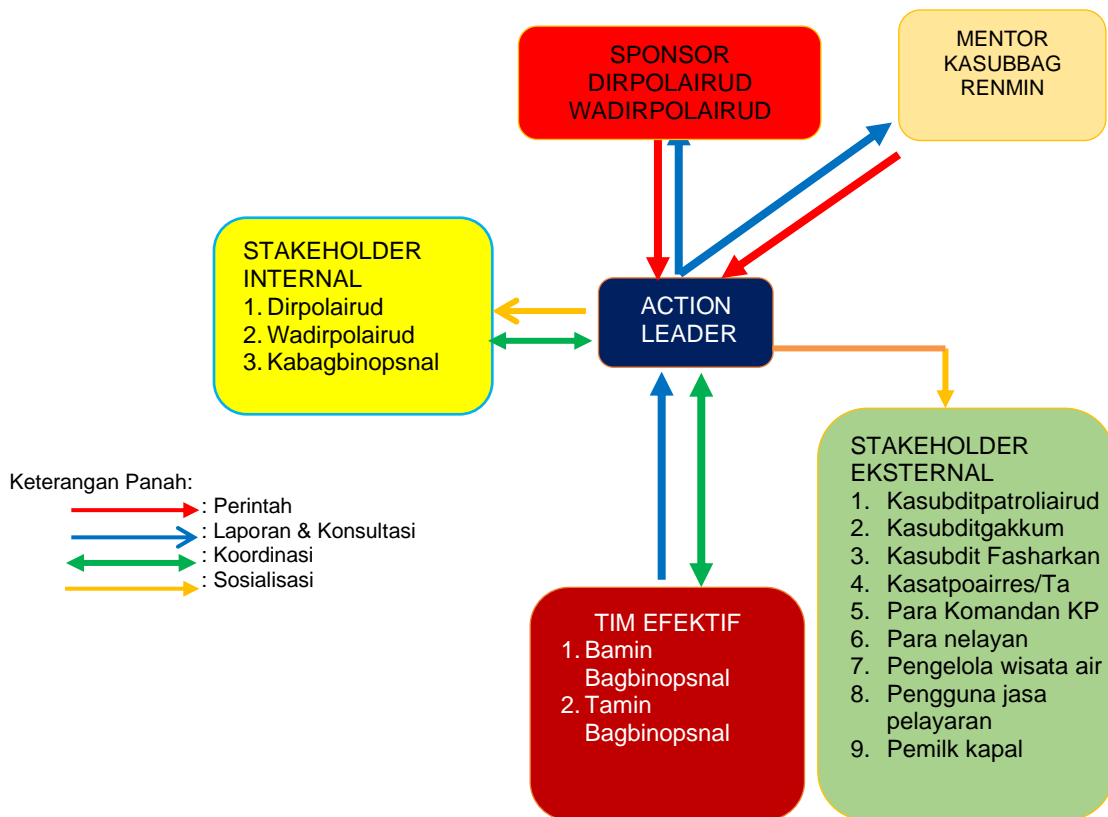 SPONSOR
DIRPOLAIRUD
WADIRPOLAIRUD
MENTOR
KASUBBAG
RENMIN
STAKEHOLDER
INTERNAL
1. Dirpolairud
2. Wadirpolairud
3. Kabagbinopsnal
ACTION
LEADER
Keterangan Panah:
: Perintah
: Laporan & Konsultasi
: Koordinasi
: Sosialisasi
TIM EFEKTIF
1. Bamin
Bagbinopsnal
2. Tamin
Bagbinopsnal
STAKEHOLDER
EKSTERNAL
1. Kasubditpatroliairud
2. Kasubditgakkum
3. Kasubdit Fasharkan
4. Kasatpoairres/Ta
5. Para Komandan KP
6. Para nelayan
7. Pengelola wisata air
8. Pengguna jasa
pelayaran
9. Pemilk kapal